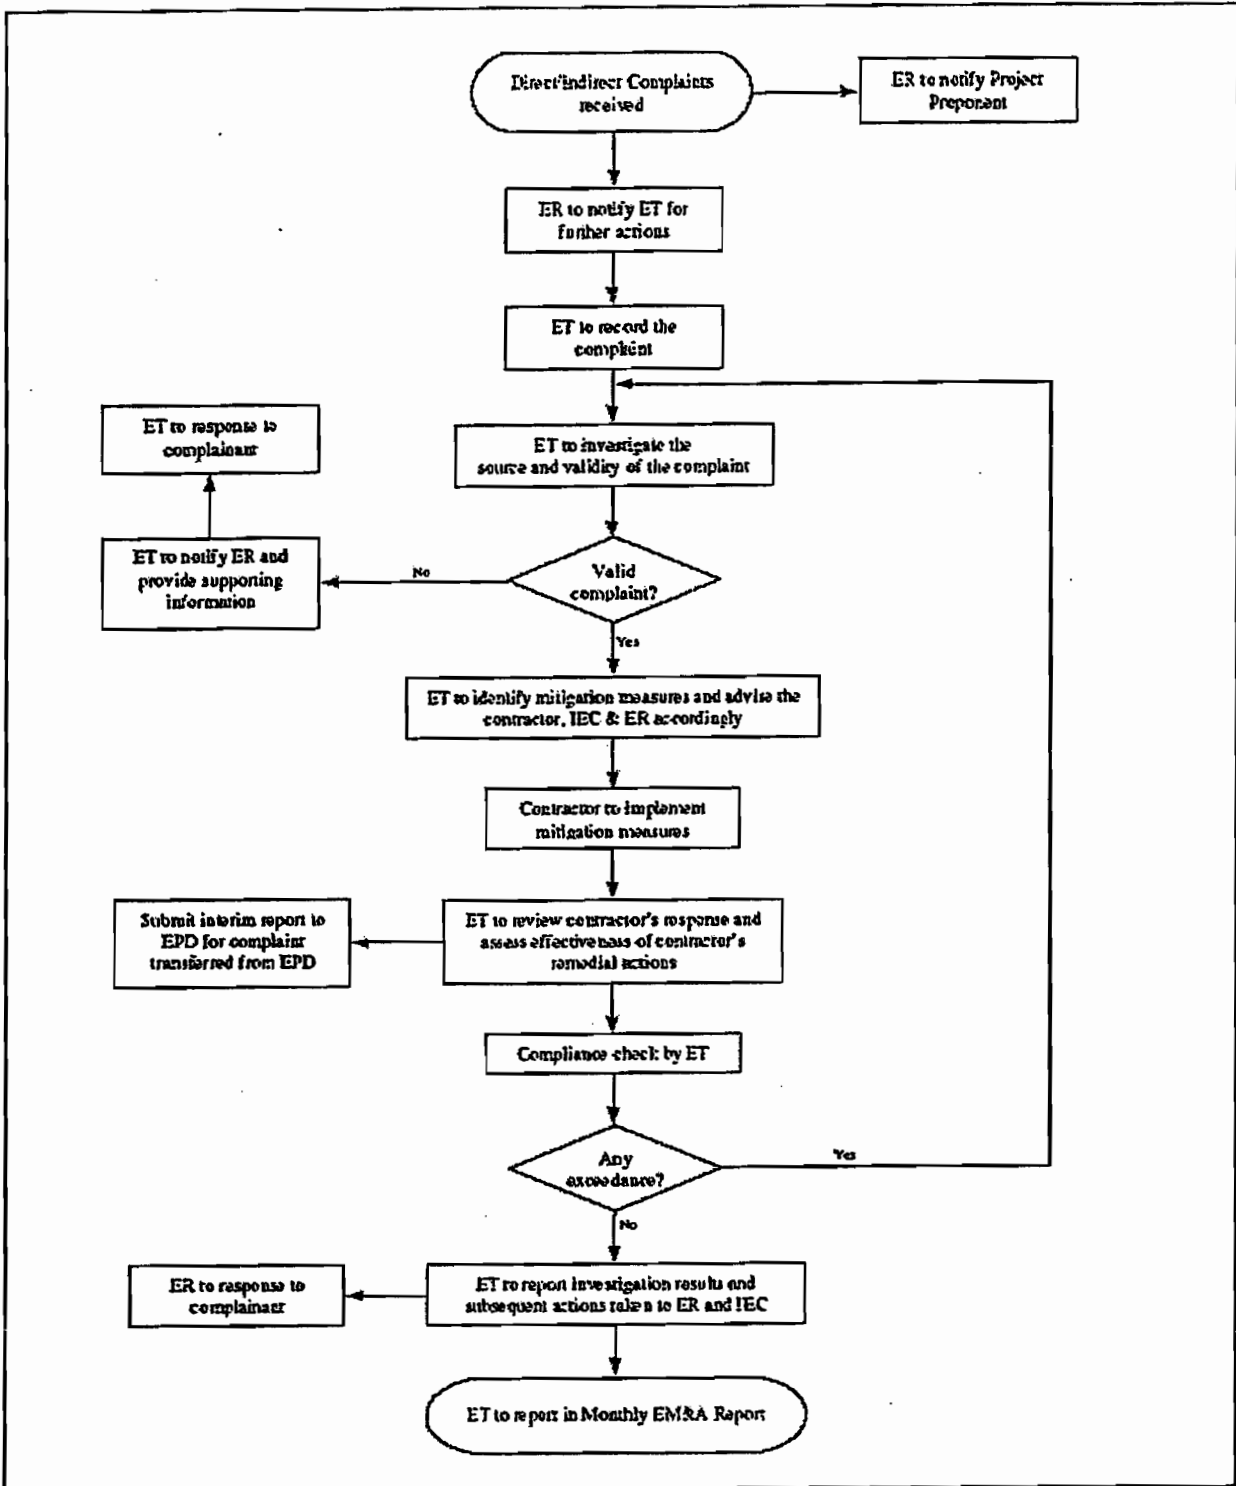 Direct/Indirect Complaints
received
ER to notify Project
Proponent
ER to notify ET for
further actions
ET to record the
complaint
ET to response to
complainant
ET to investigate the
source and validity of the complaint
ET to notify ER and
provide supporting
information
No
Valid
complaint?
Yes
ET to identify mitigation measures and advise the
contractor, IEC & ER accordingly
Contractor to implement
mitigation measures
Submit interim report to
EPD for complaint
transferred from EPD
ET to review contractor's response and
assess effectiveness of contractor's
remedial actions
Compliance check by ET
Any
exceedance?
Yes
No
ER to response to
complainant
ET to report investigation results and
subsequent actions taken to ER and IEC
ET to report in Monthly EM&A Report